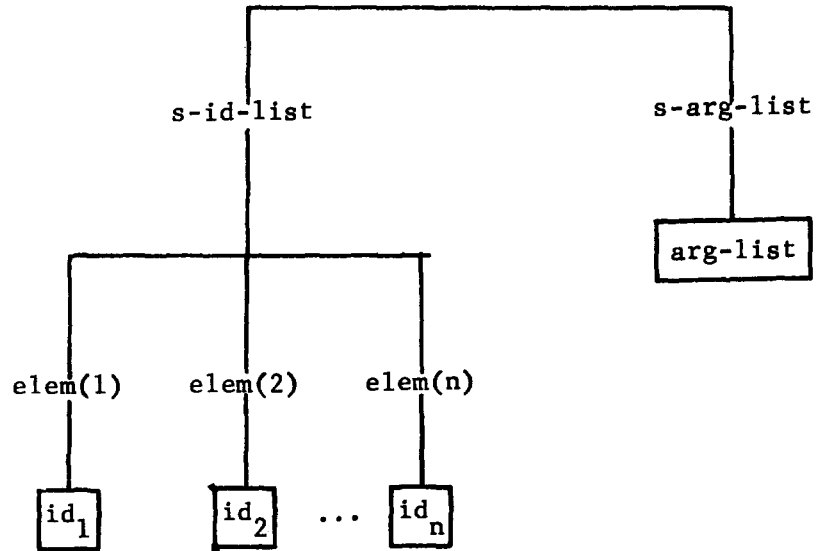 s-id-list s-arg-list
arg-list
elem(1) elem(2) elem(n)
id1 id2 ... idn